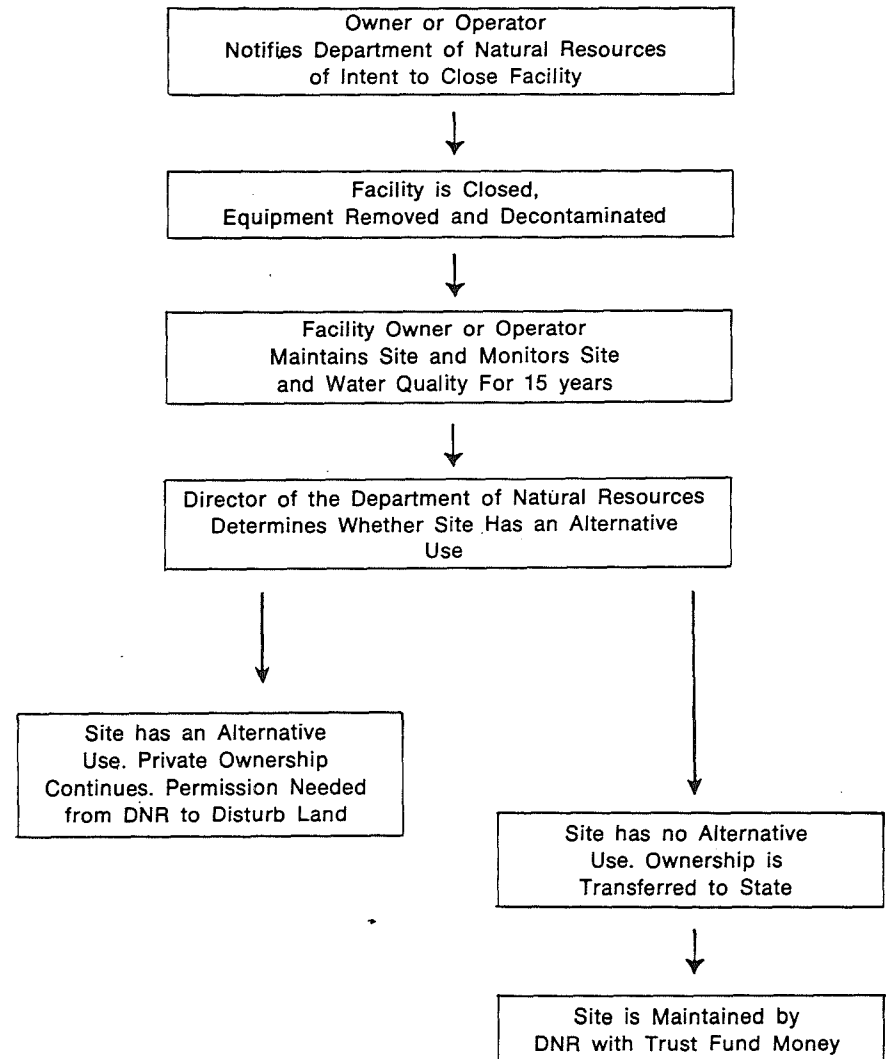 Owner or Operator
Notifies Department of Natural Resources
of Intent to Close Facility
Facility is Closed,
Equipment Removed and Decontaminated
Facility Owner or Operator
Maintains Site and Monitors Site
and Water Quality For 15 years
Director of the Department of Natural Resources
Determines Whether Site Has an Alternative
Use
Site has an Alternative
Use. Private Ownership
Continues. Permission Needed
from DNR to Disturb Land
Site has no Alternative
Use. Ownership is
Transferred to State
Site is Maintained by
DNR with Trust Fund Money